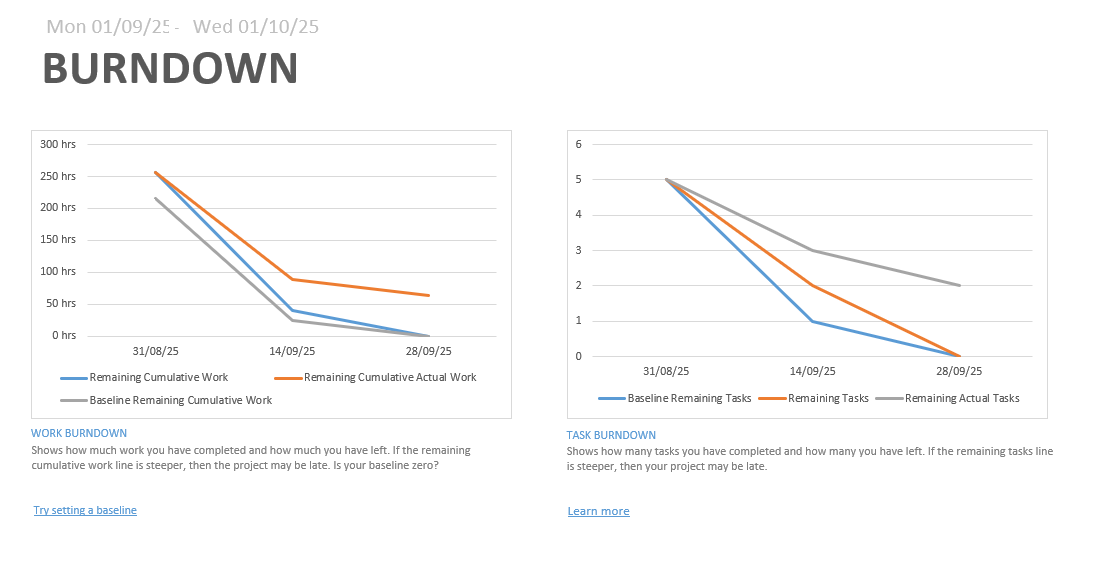 Mon 01/09/25 - Wed 01/10/25
BURNDOWN
300 hrs
250 hrs
200 hrs
150 hrs
100 hrs
50 hrs
0 hrs
31/08/25 14/09/25 28/09/25
Remaining Cumulative Work Remaining Cumulative Actual Work
Baseline Remaining Cumulative Work
WORK BURNDOWN
Shows how much work you have completed and how much you have left. If the remaining
cumulative work line is steeper, then the project may be late. Is your baseline zero?
Try setting a baseline
6
5
4
3
2
1
0
31/08/25 14/09/25 28/09/25
Baseline Remaining Tasks Remaining Tasks Remaining Actual Tasks
TASK BURNDOWN
Shows how many tasks you have completed and how many you have left. If the remaining tasks line
is steeper, then your project may be late.
Learn more